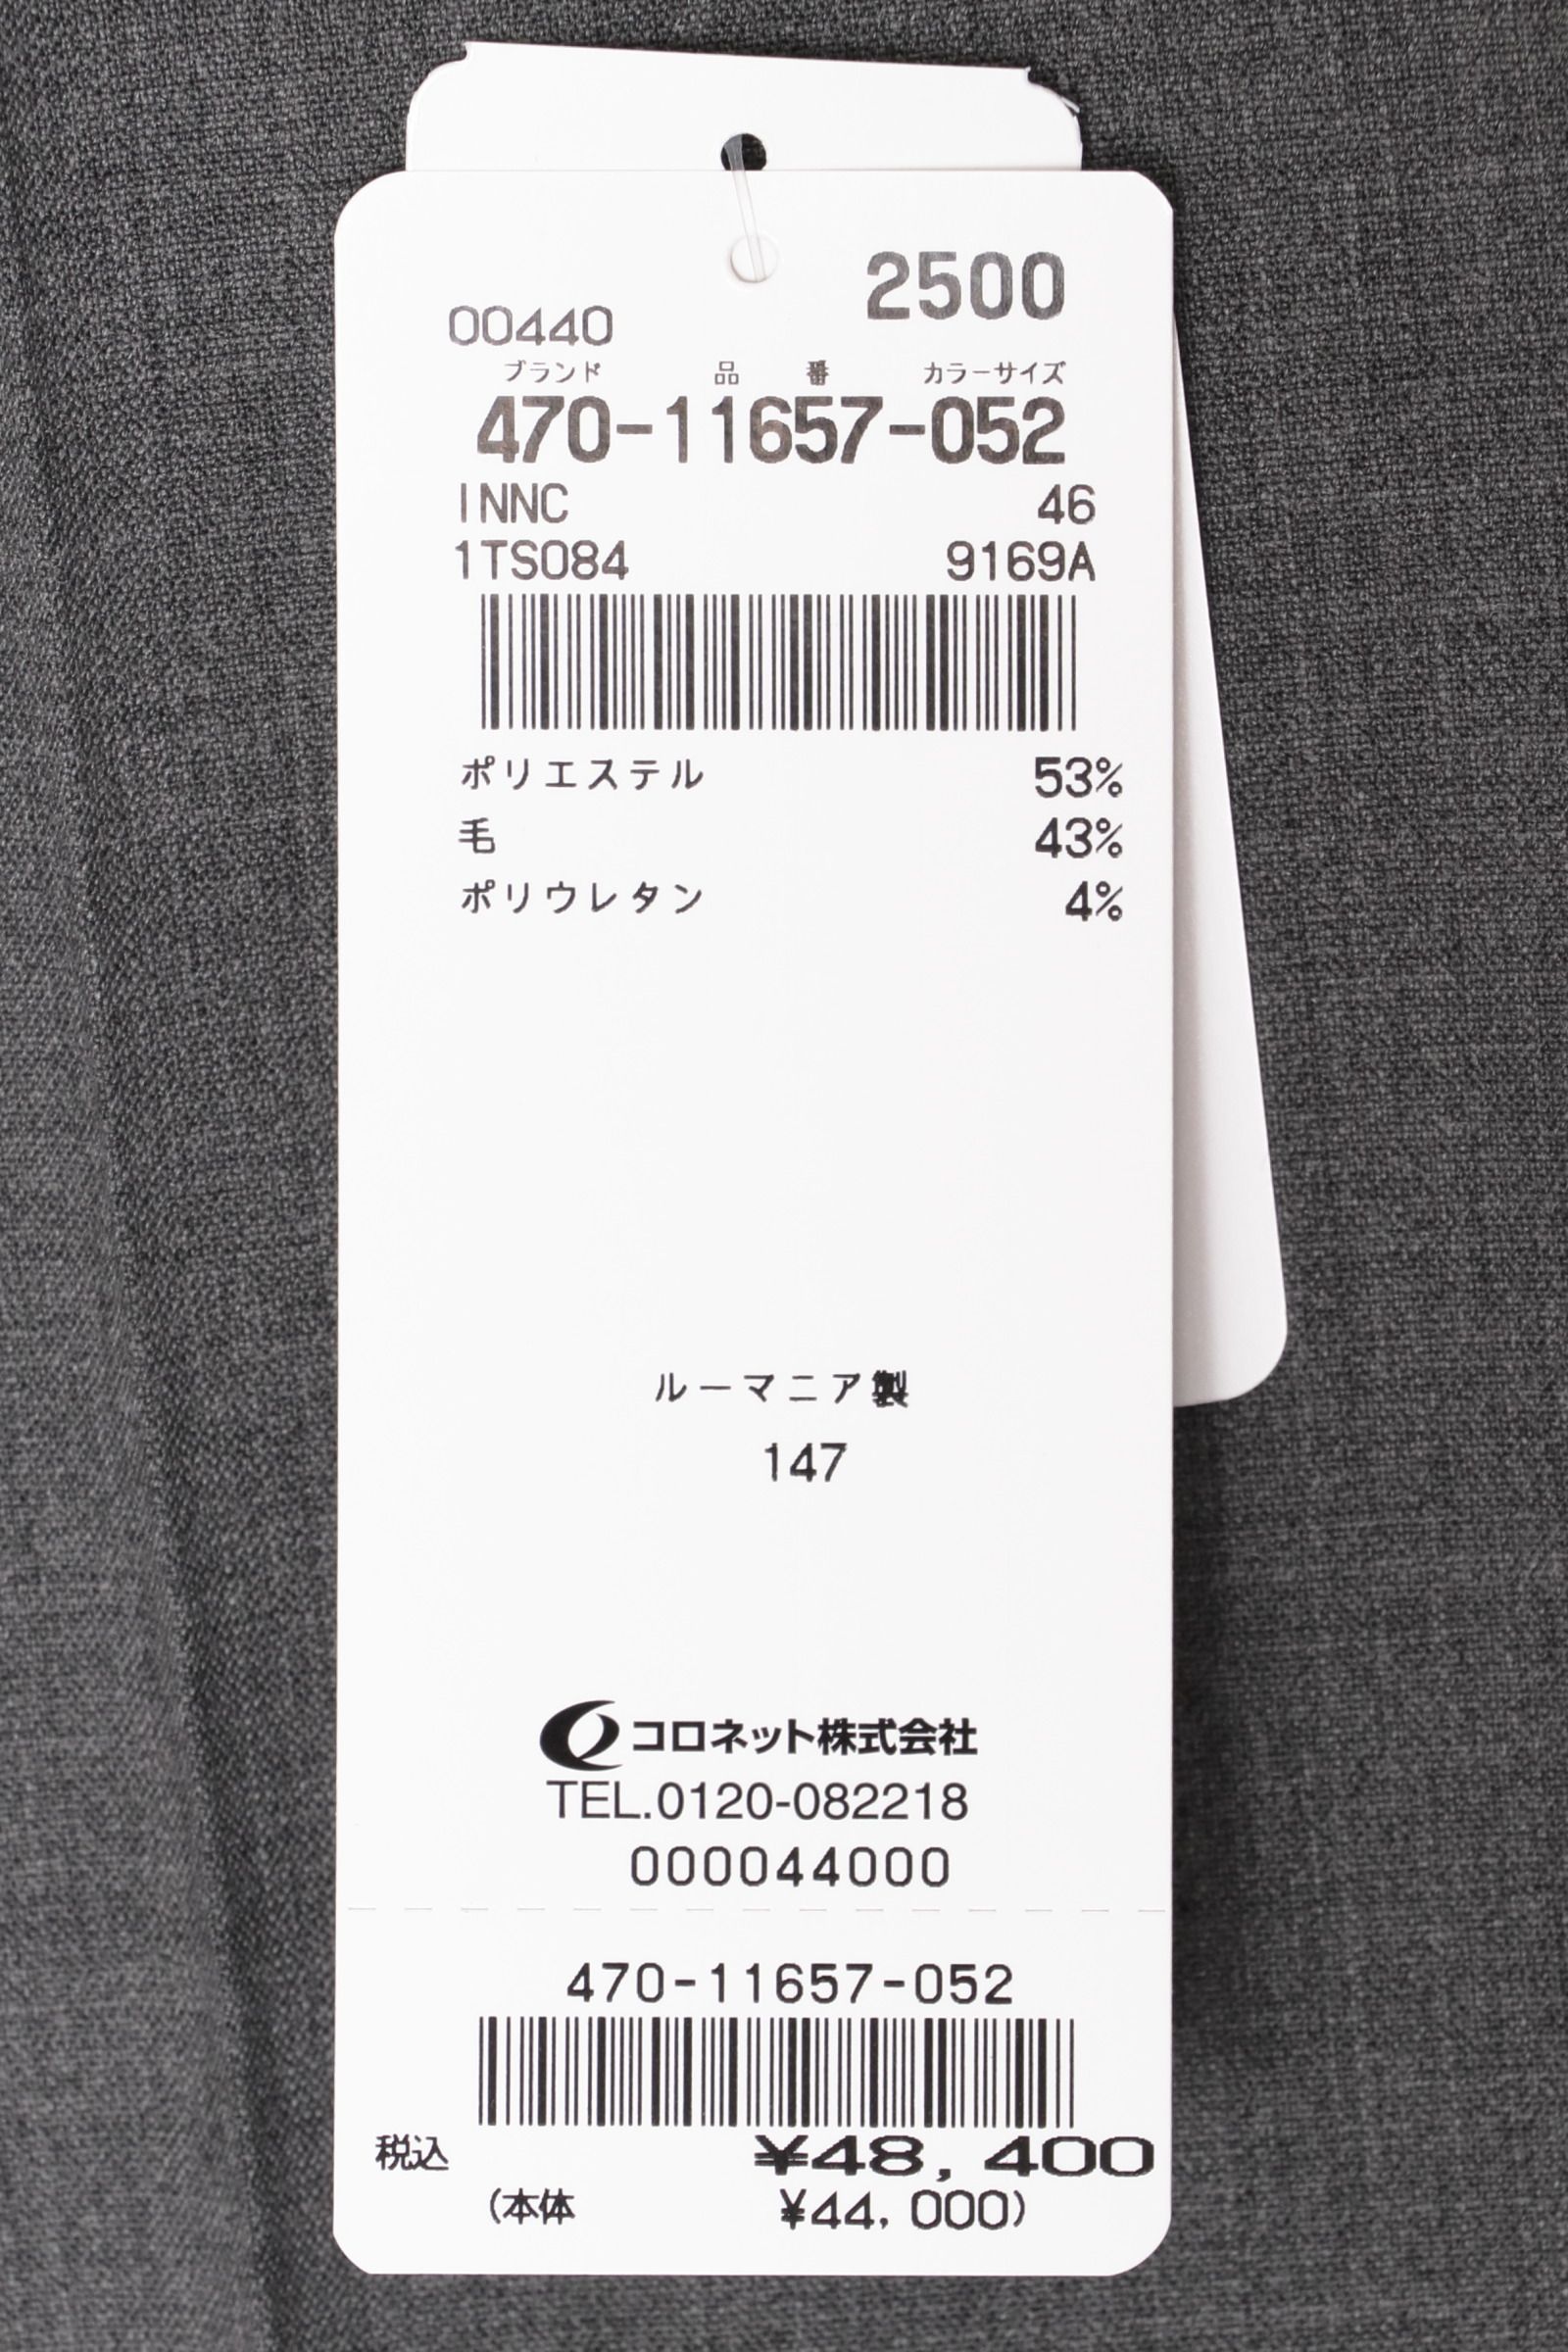 2500
00440
ブランド 品番 カラーサイズ
470-11657-052
INNC 46
1TS084 9169A
ポリエステル 53%
毛 43%
ポリウレタン 4%
ルーマニア製
147
コロネット株式会社
TEL.0120-082218
000044000
470-11657-052
税込 ¥48,400
(本体 ¥44,000)